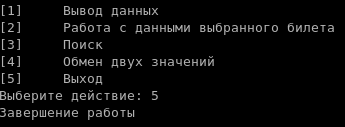 [1]     Вывод данных
[2]     Работа с данными выбранного билета
[3]     Поиск
[4]     Обмен двух значений
[5]     Выход
Выберите действие: 5
Завершение работы